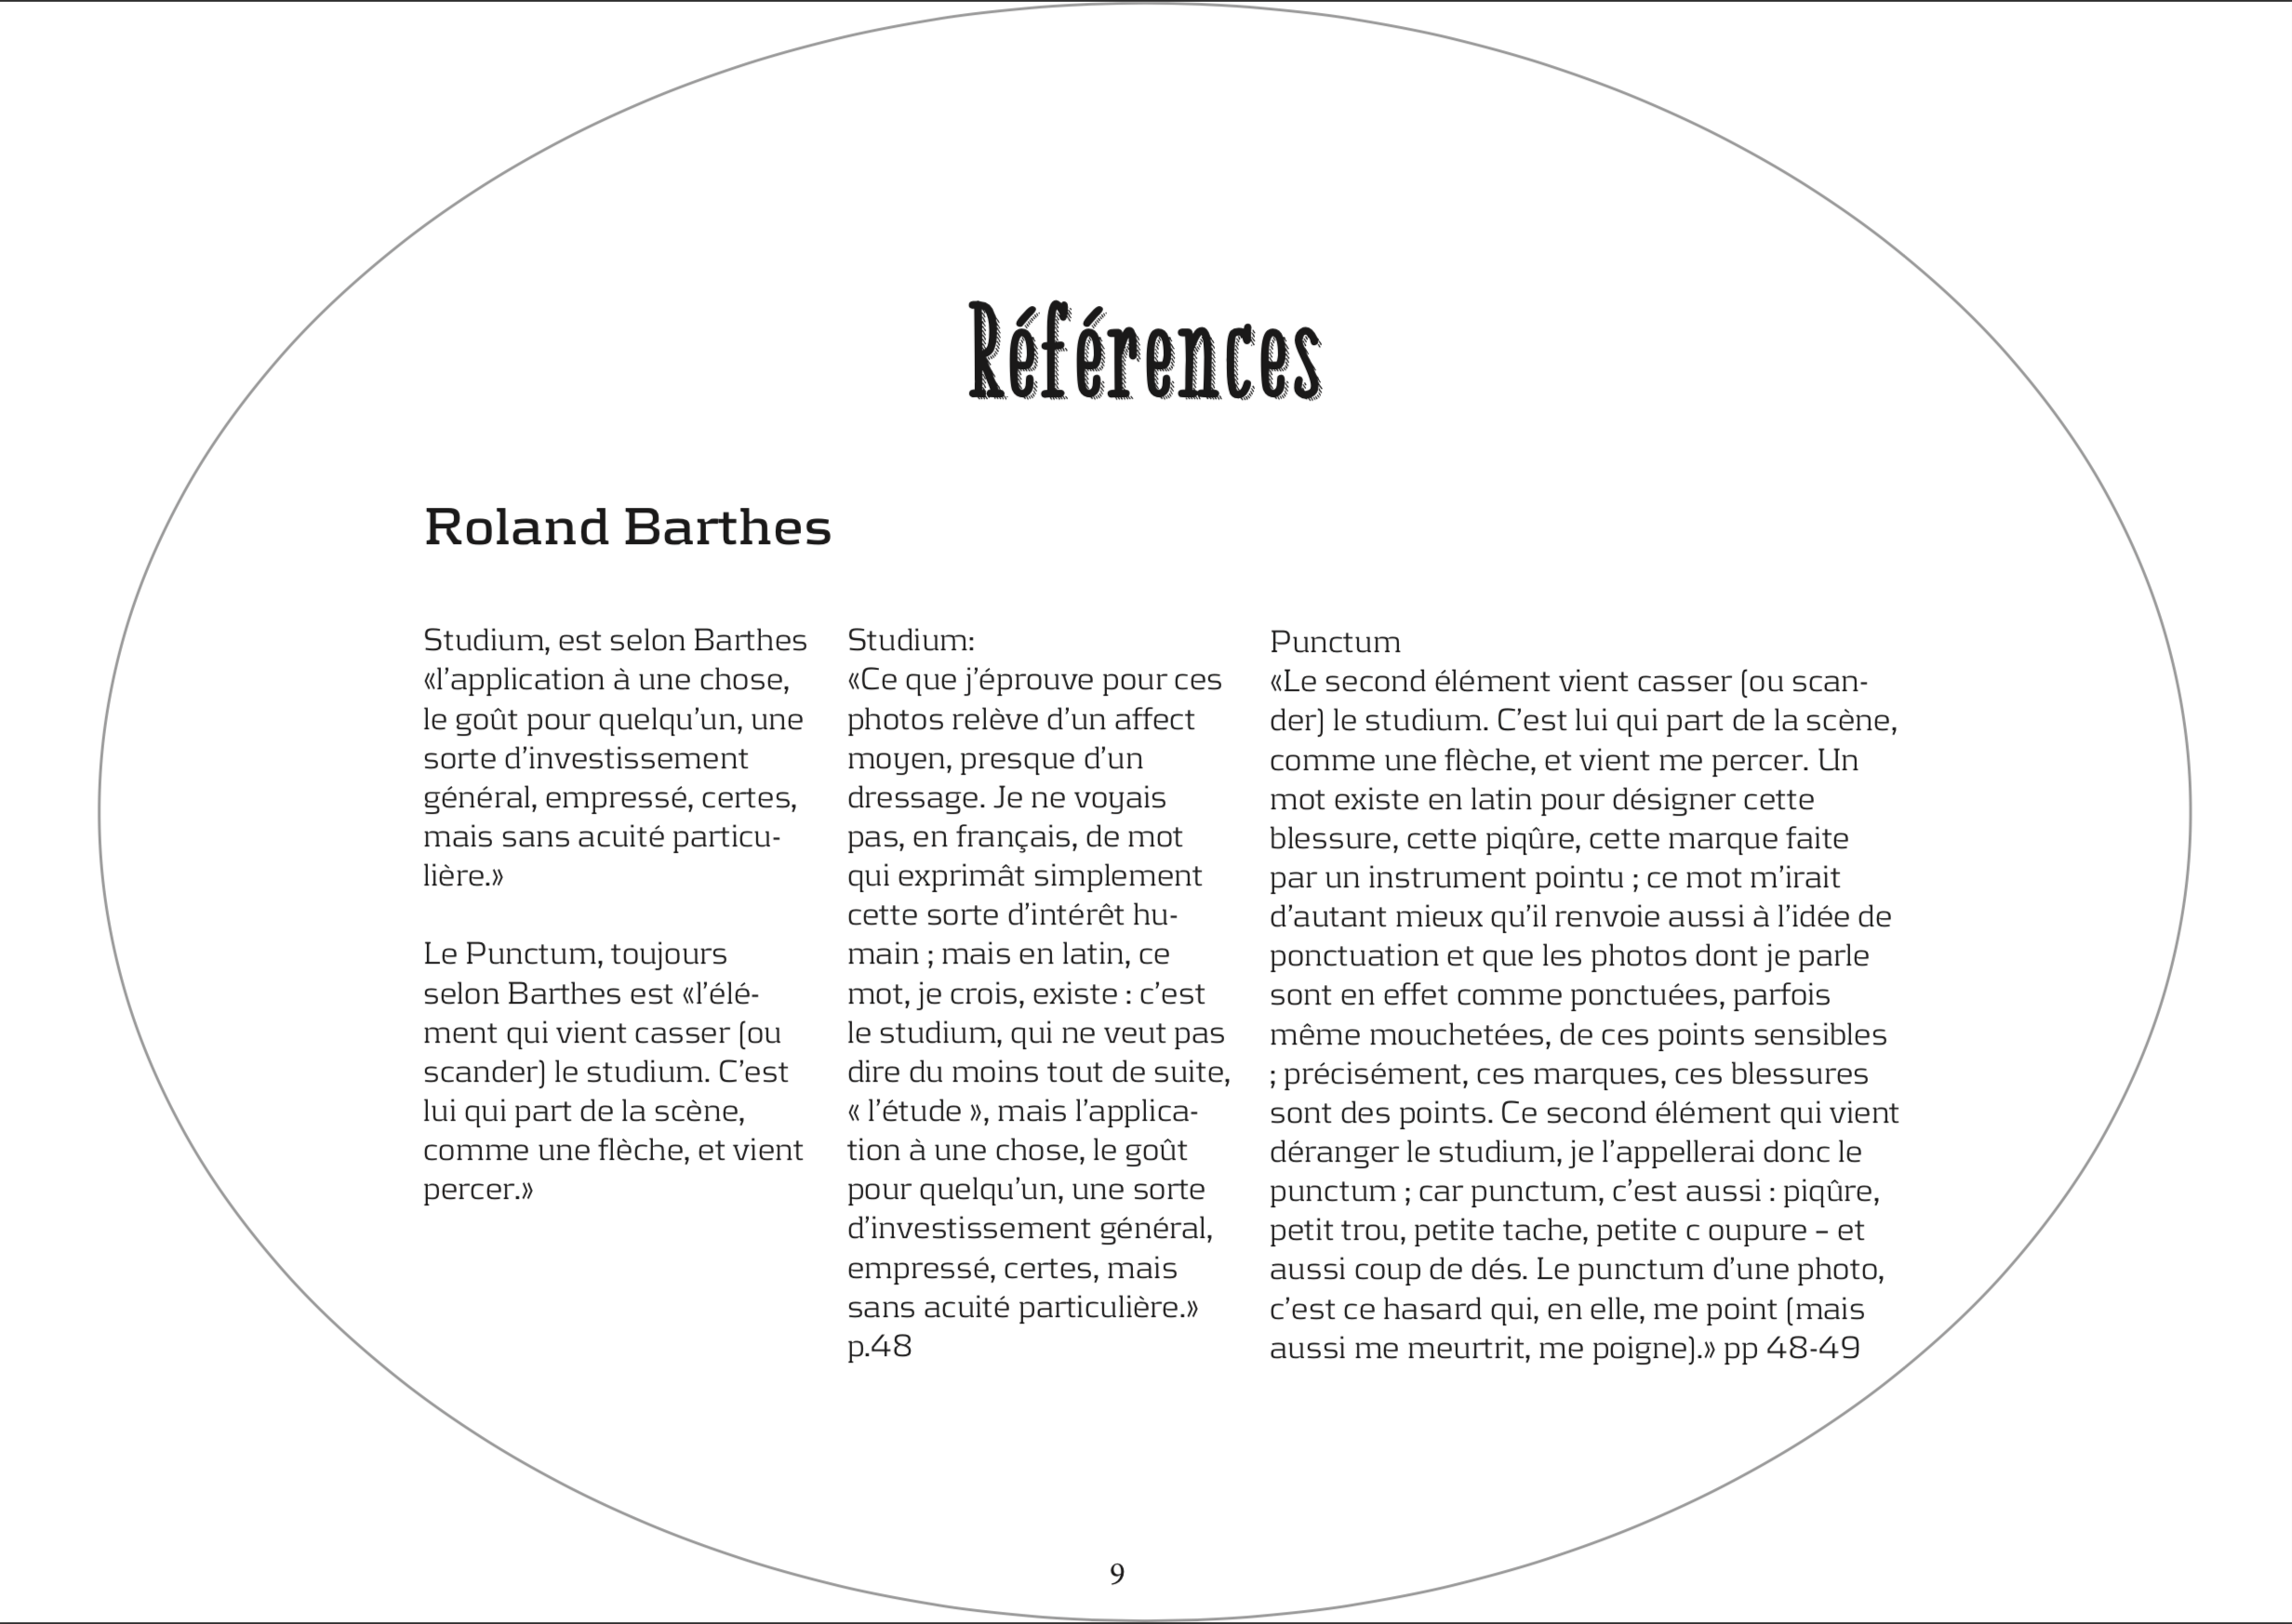 Références
Roland Barthes
Studium, est selon Barthes
«l’application à une chose,
le goût pour quelqu’un, une
sorte d’investissement
général, empressé, certes,
mais sans acuité particu-
lière.»
Le Punctum, toujours
selon Barthes est «l’élé-
ment qui vient casser (ou
scander) le studium. C’est
lui qui part de la scène,
comme une flèche, et vient
percer.»
Studium:
«Ce que j’éprouve pour ces
photos relève d’un affect
moyen, presque d’un
dressage. Je ne voyais
pas, en français, de mot
qui exprimât simplement
cette sorte d’intérêt hu-
main ; mais en latin, ce
mot, je crois, existe : c’est
le studium, qui ne veut pas
dire du moins tout de suite,
« l’étude », mais l’applica-
tion à une chose, le goût
pour quelqu’un, une sorte
d’investissement général,
empressé, certes, mais
sans acuité particulière.»
p.48
Punctum
«Le second élément vient casser (ou scan-
der) le studium. C’est lui qui part de la scène,
comme une flèche, et vient me percer. Un
mot existe en latin pour désigner cette
blessure, cette piqûre, cette marque faite
par un instrument pointu ; ce mot m’irait
d’autant mieux qu’il renvoie aussi à l’idée de
ponctuation et que les photos dont je parle
sont en effet comme ponctuées, parfois
même mouchetées, de ces points sensibles
; précisément, ces marques, ces blessures
sont des points. Ce second élément qui vient
déranger le studium, je l’appellerai donc le
punctum ; car punctum, c’est aussi : piqûre,
petit trou, petite tache, petite c oupure – et
aussi coup de dés. Le punctum d’une photo,
c’est ce hasard qui, en elle, me point (mais
aussi me meurtrit, me poigne).» pp 48-49
9